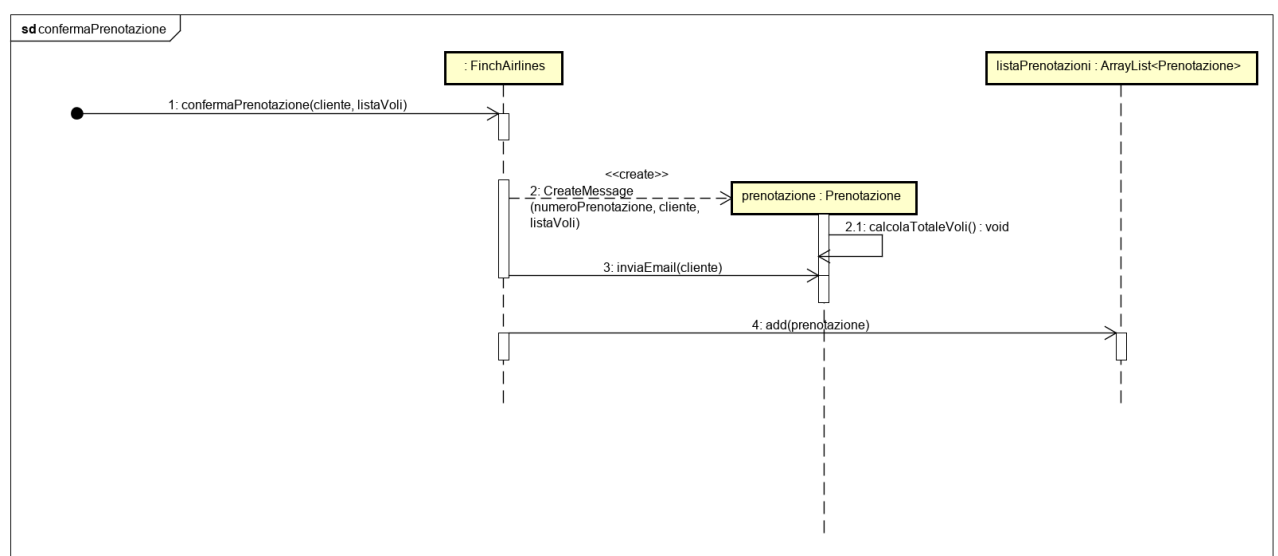 sd confermaPrenotazione
: FinchAirlines
listaPrenotazioni : ArrayList<Prenotazione>
1: confermaPrenotazione(cliente, listaVoli)
<<create>>
2: CreateMessage
(numeroPrenotazione, cliente,
listaVoli)
prenotazione : Prenotazione
2.1: calcolaTotaleVoli() : void
3: inviaEmail(cliente)
4: add(prenotazione)